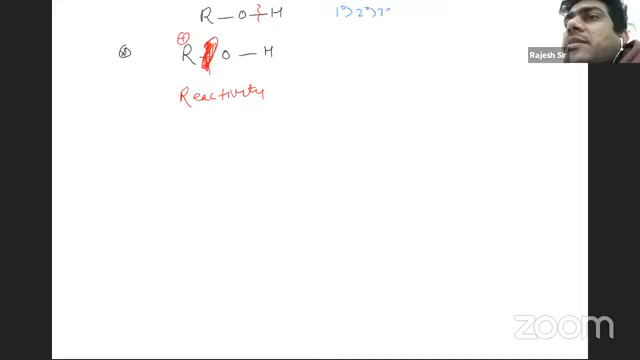 R — O — H
1° > 2° > 3°
⊕
R — O — H
Reactivity
Rajesh Sir
zoom